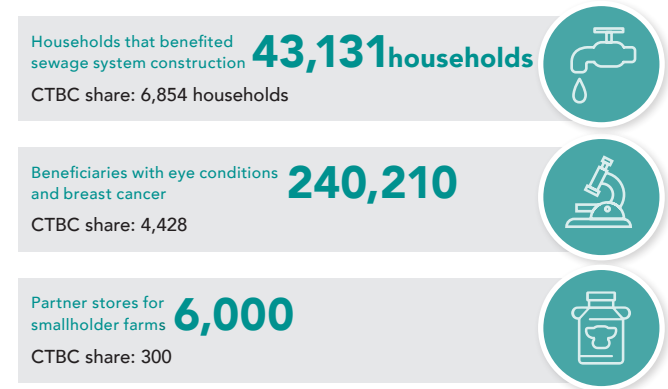 Households that benefited
sewage system construction 43,131households
CTBC share: 6,854 households
Beneficiaries with eye conditions
and breast cancer 240,210
CTBC share: 4,428
Partner stores for
smallholder farms 6,000
CTBC share: 300